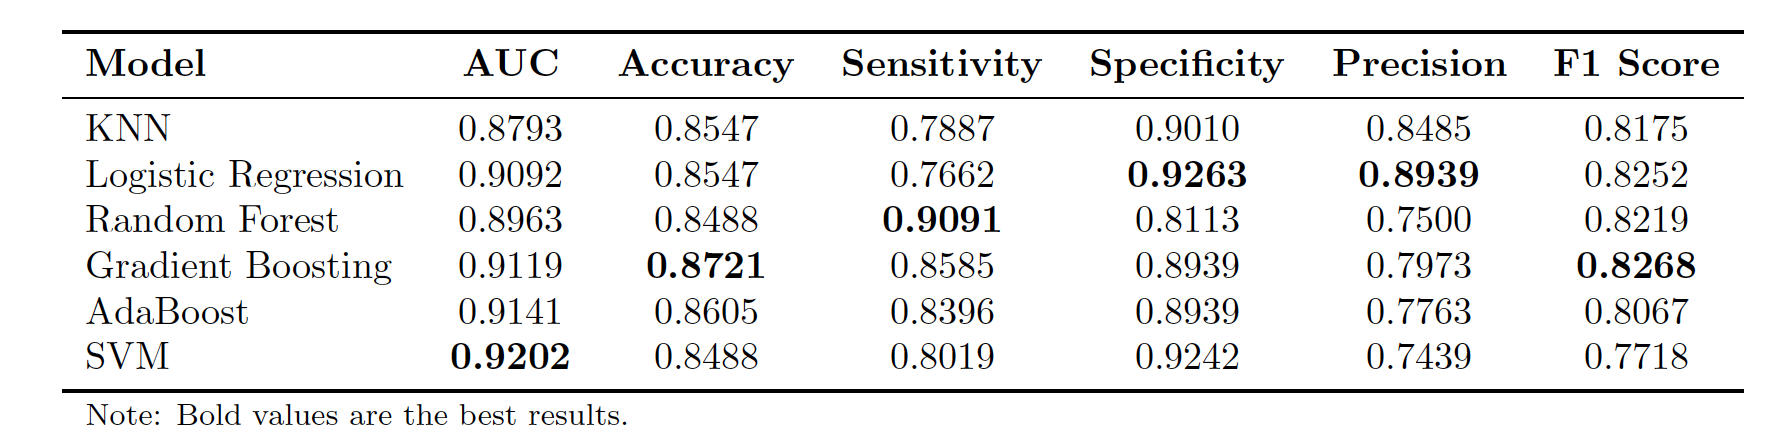 Model AUC Accuracy Sensitivity Specificity Precision F1 Score
KNN 0.8793 0.8547 0.7887 0.9010 0.8485 0.8175
Logistic Regression 0.9092 0.8547 0.7662 0.9263 0.8939 0.8252
Random Forest 0.8963 0.8488 0.9091 0.8113 0.7500 0.8219
Gradient Boosting 0.9119 0.8721 0.8585 0.8939 0.7973 0.8268
AdaBoost 0.9141 0.8605 0.8396 0.8939 0.7763 0.8067
SVM 0.9202 0.8488 0.8019 0.9242 0.7439 0.7718
Note: Bold values are the best results.